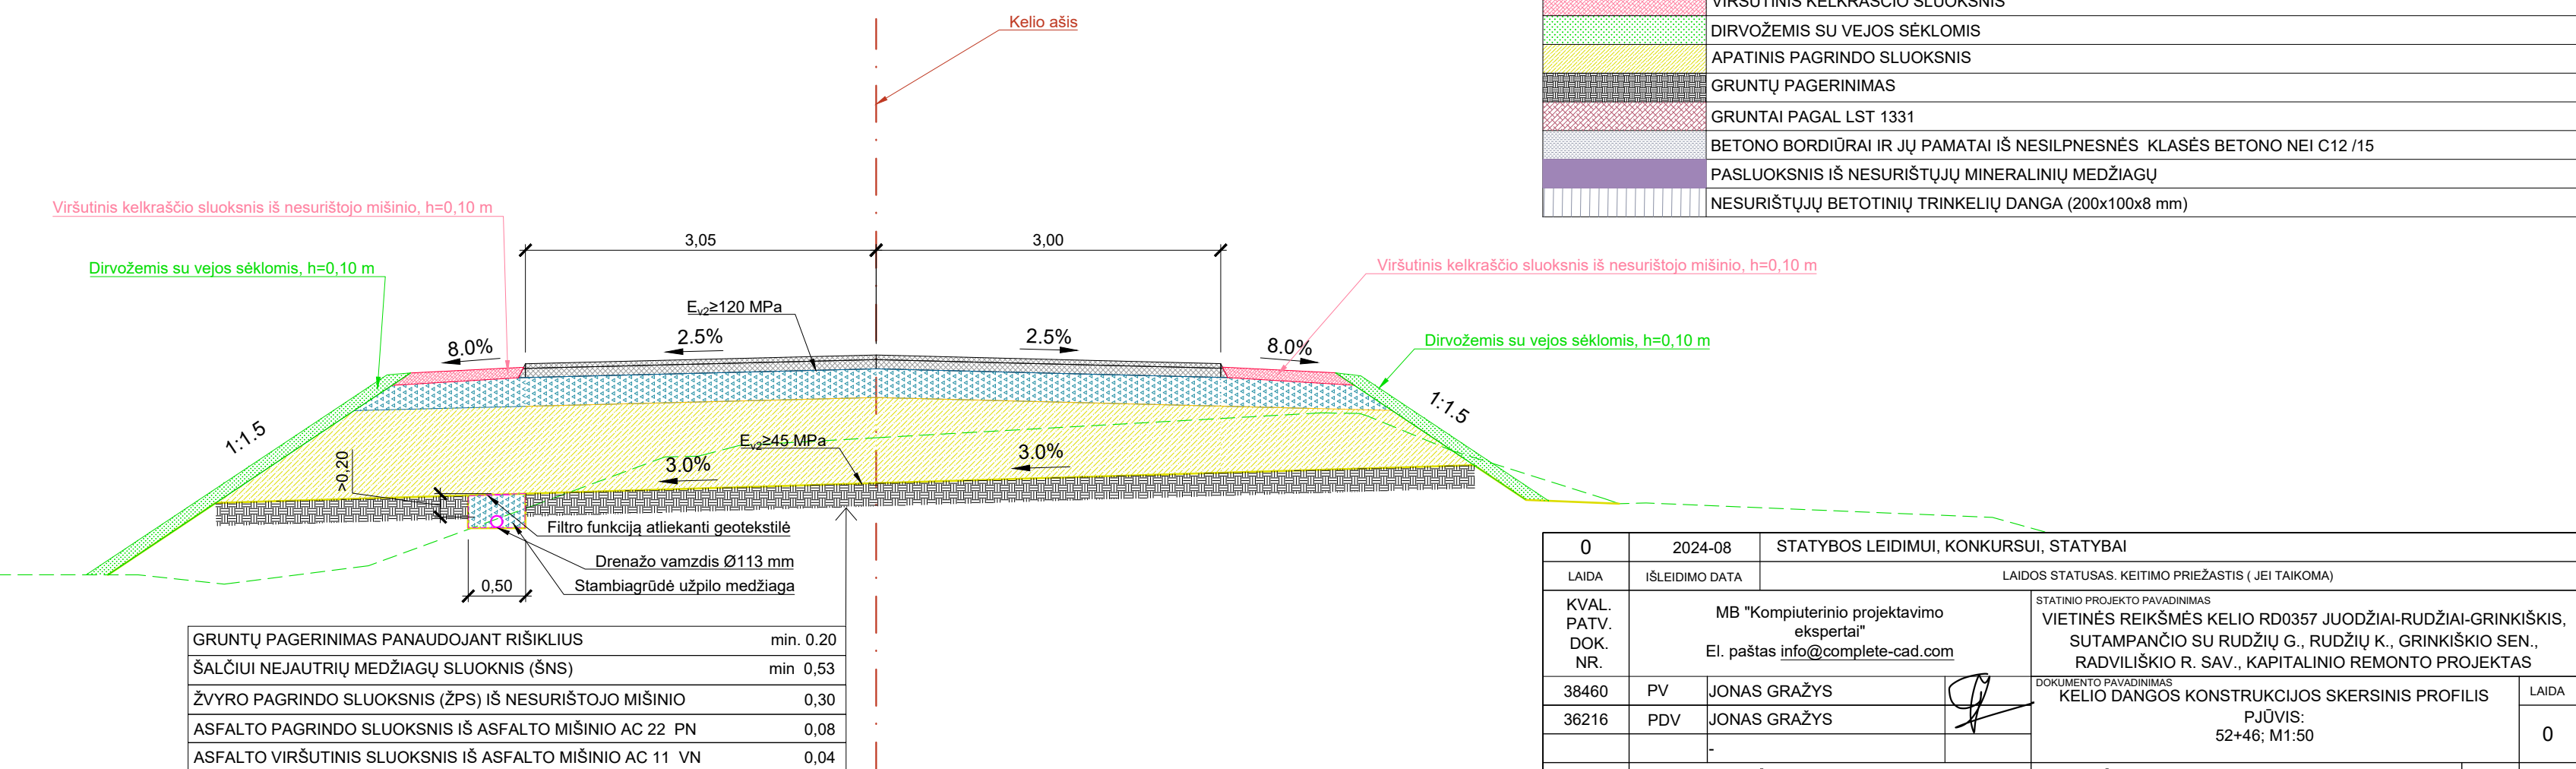 VIRŠUTINIS KELKRAŠČIO SLUOKSNIS
DIRVOŽEMIS SU VEJOS SĖKLOMIS
APATINIS PAGRINDO SLUOKSNIS
GRUNTŲ PAGERINIMAS
GRUNTAI PAGAL LST 1331
BETONO BORDIŪRAI IR JŲ PAMATAI IŠ NESILPNESNĖS KLASĖS BETONO NEI C12 /15
PASLUOKSNIS IŠ NESURIŠTŲJŲ MINERALINIŲ MEDŽIAGŲ
NESURIŠTŲJŲ BETOTINIŲ TRINKELIŲ DANGA (200x100x8 mm)
Kelio ašis
Viršutinis kelkraščio sluoksnis iš nesurištojo mišinio, h=0,10 m
Dirvožemis su vejos sėklomis, h=0,10 m
3,05
3,00
Viršutinis kelkraščio sluoksnis iš nesurištojo mišinio, h=0,10 m
Dirvožemis su vejos sėklomis, h=0,10 m
Ev2≥120 MPa
8.0%
2.5%
2.5%
8.0%
1:1.5
1:1.5
Ev2≥45 MPa
3.0%
3.0%
>0,20
Filtro funkciją atliekanti geotekstilė
Drenažo vamzdis Ø113 mm
Stambiagrūdė užpilo medžiaga
0,50
GRUNTŲ PAGERINIMAS PANAUDOJANT RIŠIKLIUS min. 0.20
ŠALČIUI NEJAUTRIŲ MEDŽIAGŲ SLUOKNIS (ŠNS) min 0,53
ŽVYRO PAGRINDO SLUOKSNIS (ŽPS) IŠ NESURIŠTOJO MIŠINIO 0,30
ASFALTO PAGRINDO SLUOKSNIS IŠ ASFALTO MIŠINIO AC 22 PN 0,08
ASFALTO VIRŠUTINIS SLUOKSNIS IŠ ASFALTO MIŠINIO AC 11 VN 0,04
0 2024-08 STATYBOS LEIDIMUI, KONKURSUI, STATYBAI
LAIDA IŠLEIDIMO DATA LAIDOS STATUSAS. KEITIMO PRIEŽASTIS ( JEI TAIKOMA)
KVAL.
PATV.
DOK.
NR.
MB "Kompiuterinio projektavimo
ekspertai"
El. paštas info@complete-cad.com
STATINIO PROJEKTO PAVADINIMAS
VIETINĖS REIKŠMĖS KELIO RD0357 JUODŽIAI-RUDŽIAI-GRINKIŠKIS,
SUTAMPANČIO SU RUDŽIŲ G., RUDŽIŲ K., GRINKIŠKIO SEN.,
RADVILIŠKIO R. SAV., KAPITALINIO REMONTO PROJEKTAS
38460 PV JONAS GRAŽYS
36216 PDV JONAS GRAŽYS
-
DOKUMENTO PAVADINIMAS
KELIO DANGOS KONSTRUKCIJOS SKERSINIS PROFILIS
PJŪVIS:
52+46; M1:50
LAIDA
0